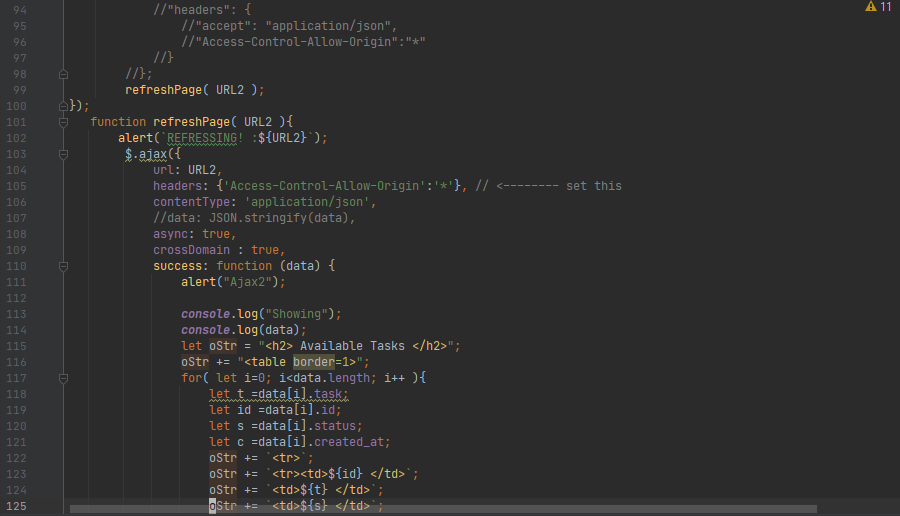 11
94 //"headers": {
95 //"accept": "application/json",
96 //"Access-Control-Allow-Origin":"*"
97 //}
98 //};
99 refreshPage( URL2 );
100 });
101 function refreshPage( URL2 ){
102 alert(`REFRESSING! :${URL2}`);
103 $.ajax({
104 url: URL2,
105 headers: {'Access-Control-Allow-Origin':'*'}, // <-------- set this
106 contentType: 'application/json',
107 //data: JSON.stringify(data),
108 async: true,
109 crossDomain : true,
110 success: function (data) {
111 alert("Ajax2");
112
113 console.log("Showing");
114 console.log(data);
115 let oStr = "<h2> Available Tasks </h2>";
116 oStr += "<table border=1>";
117 for( let i=0; i<data.length; i++ ){
118 let t =data[i].task;
119 let id =data[i].id;
120 let s =data[i].status;
121 let c =data[i].created_at;
122 oStr += `<tr>`;
123 oStr += `<tr><td>${id} </td>`;
124 oStr += `<td>${t} </td>`;
125 oStr += `<td>${s} </td>`;